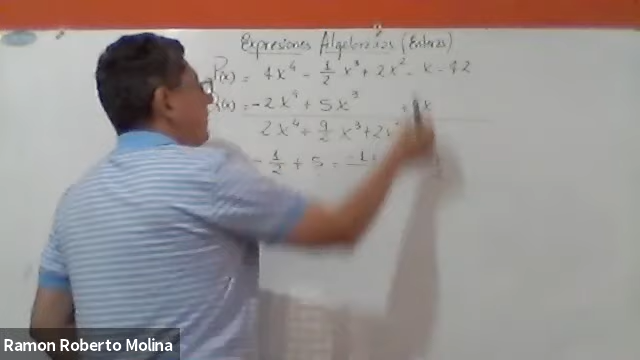 Expresiones Algebraicas (Enteras)
P(x) = 4x⁴ - 1/2 x³ + 2x² - x - 42
(x) = -2x⁴ + 5x³ + x
2x⁴ + 9/2 x³ + 2x
- 1/2 + 5 = -1+
Ramon Roberto Molina